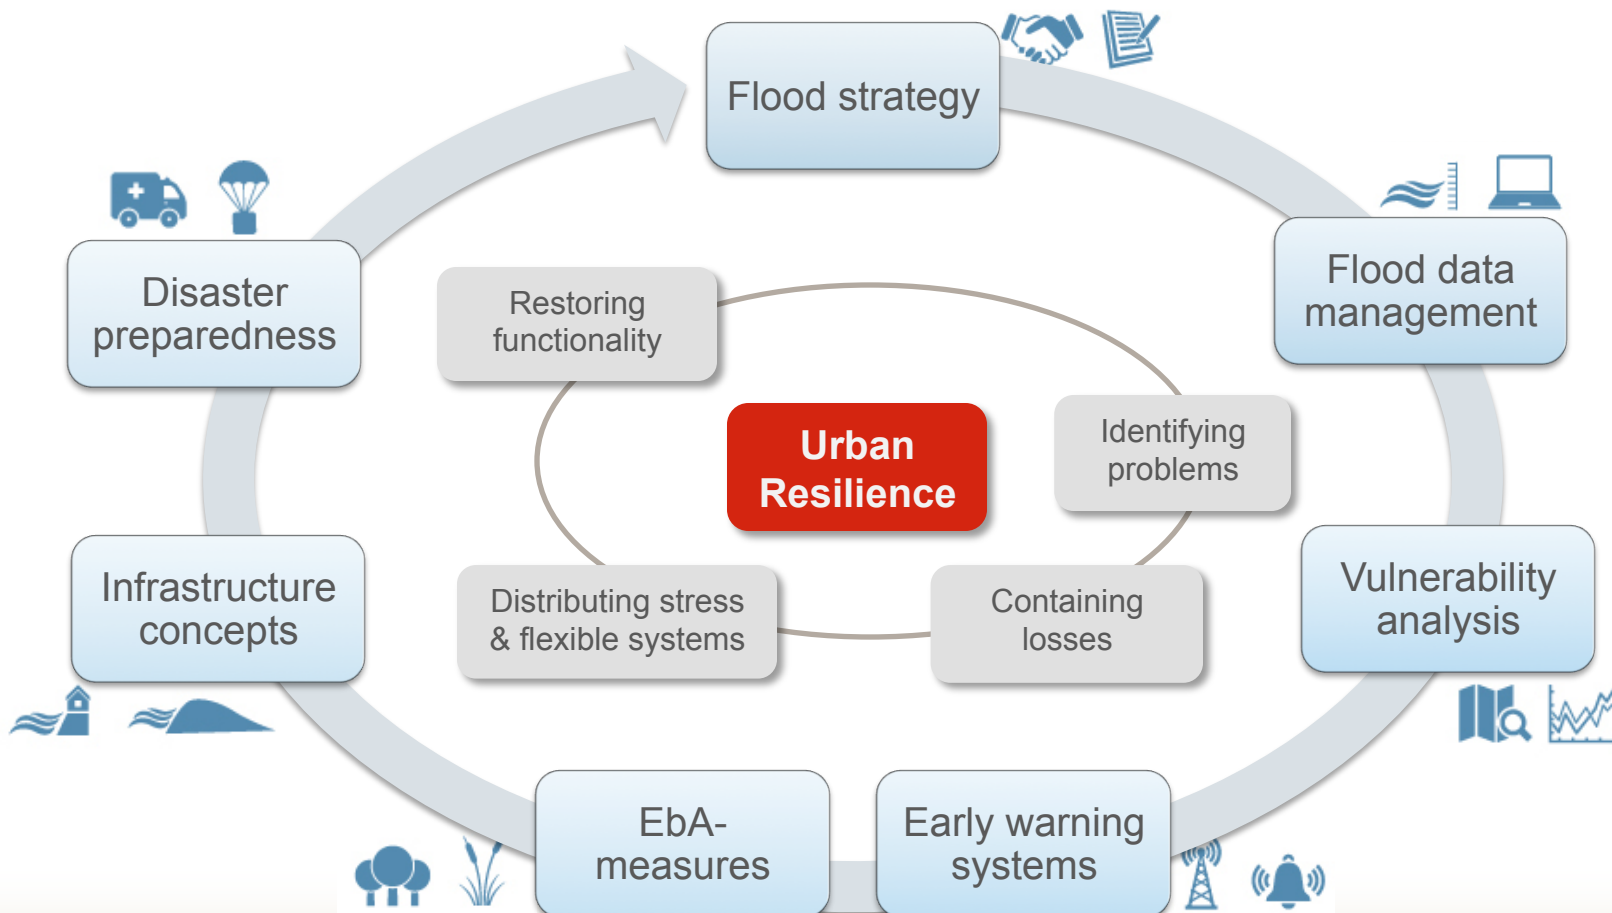 Flood strategy
Flood data
management
Vulnerability
analysis
Early warning
systems
EbA-
measures
Infrastructure
concepts
Disaster
preparedness
Restoring
functionality
Identifying
problems
Containing
losses
Distributing stress
& flexible systems
Urban
Resilience